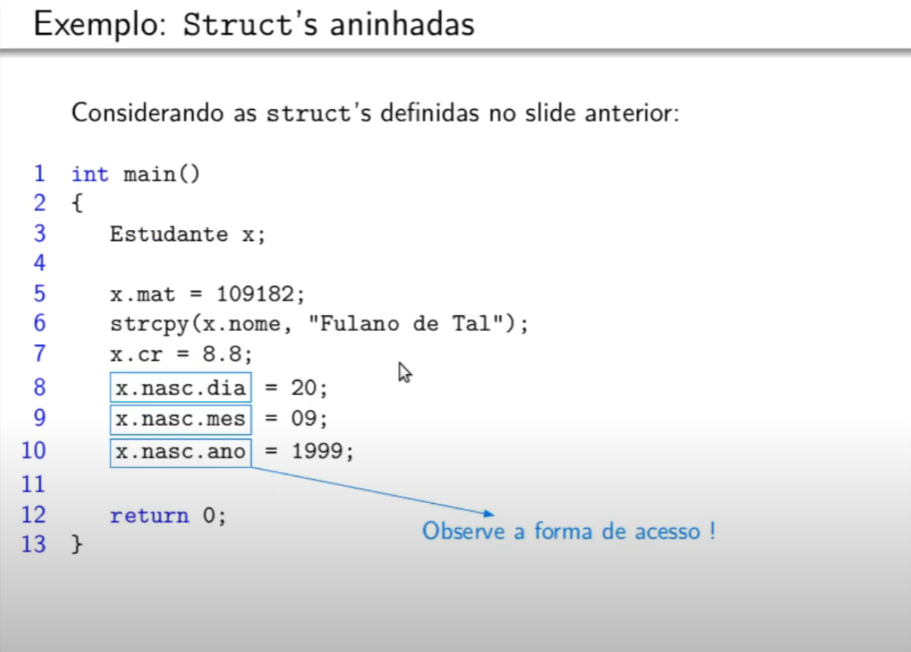 Exemplo: Struct's aninhadas
Considerando as struct's definidas no slide anterior:
1 int main()
2 {
3 Estudante x;
4
5 x.mat = 109182;
6 strcpy(x.nome, "Fulano de Tal");
7 x.cr = 8.8;
8 x.nasc.dia = 20;
9 x.nasc.mes = 09;
10 x.nasc.ano = 1999;
11
12 return 0;
13 }
Observe a forma de acesso !